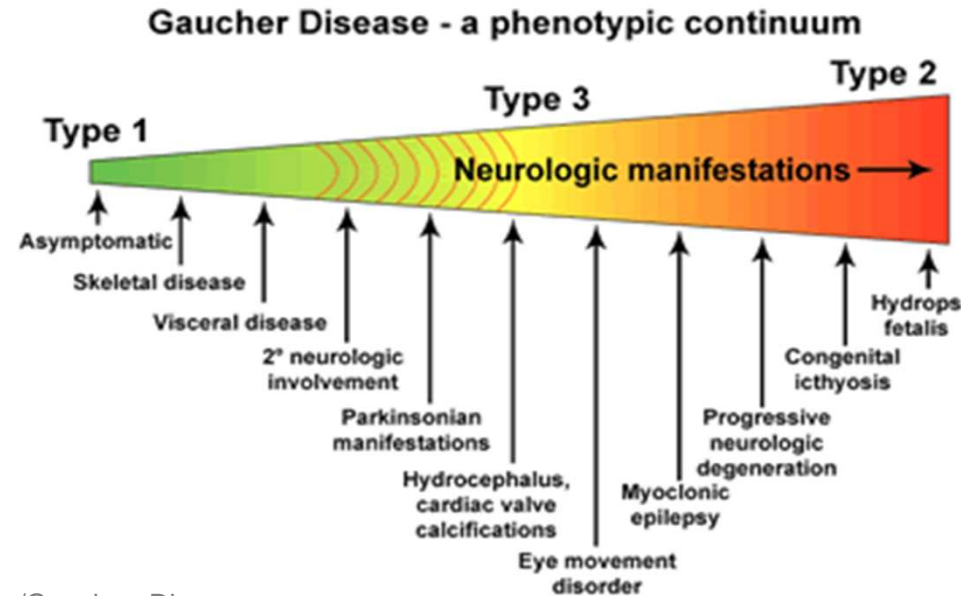 Gaucher Disease - a phenotypic continuum
Type 1
Type 3
Type 2
Neurologic manifestations
Asymptomatic
Skeletal disease
Visceral disease
2° neurologic
involvement
Parkinsonian
manifestations
Hydrocephalus,
cardiac valve
calcifications
Eye movement
disorder
Myoclonic
epilepsy
Progressive
neurologic
degeneration
Congenital
icthyosis
Hydrops
fetalis